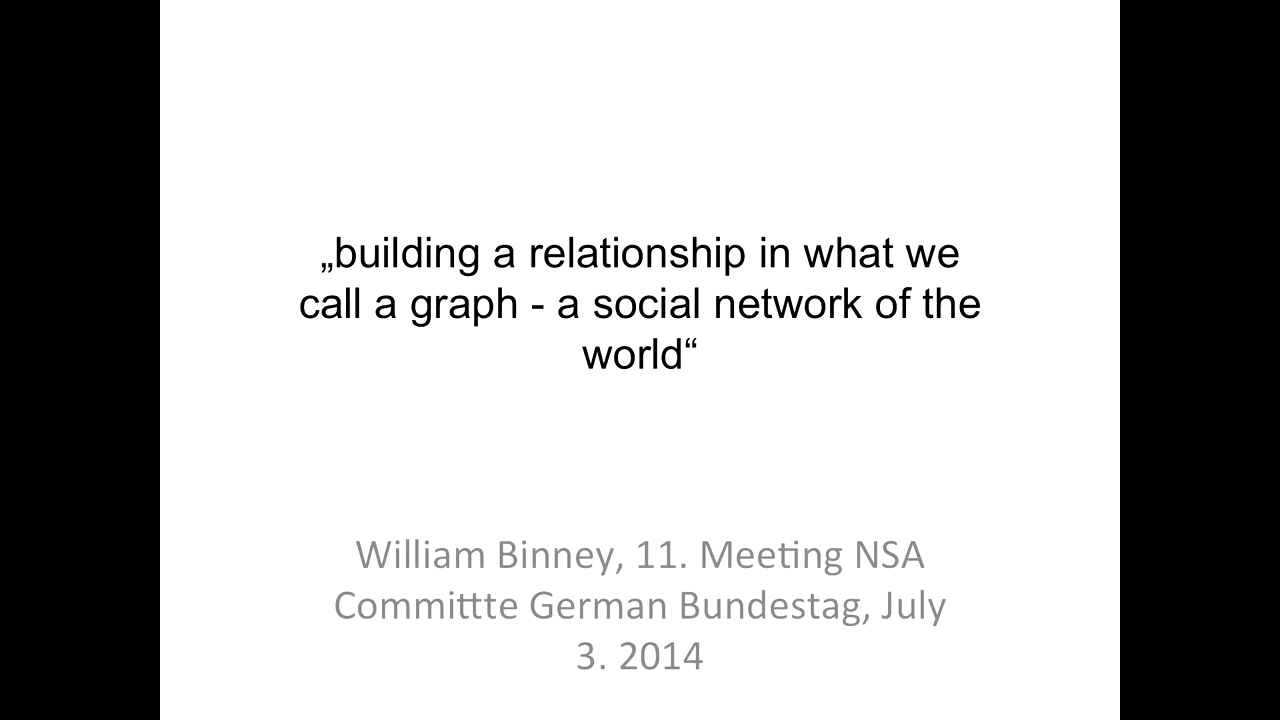 „building a relationship in what we
call a graph - a social network of the
world“
William Binney, 11. Meeting NSA
Committte German Bundestag, July
3. 2014